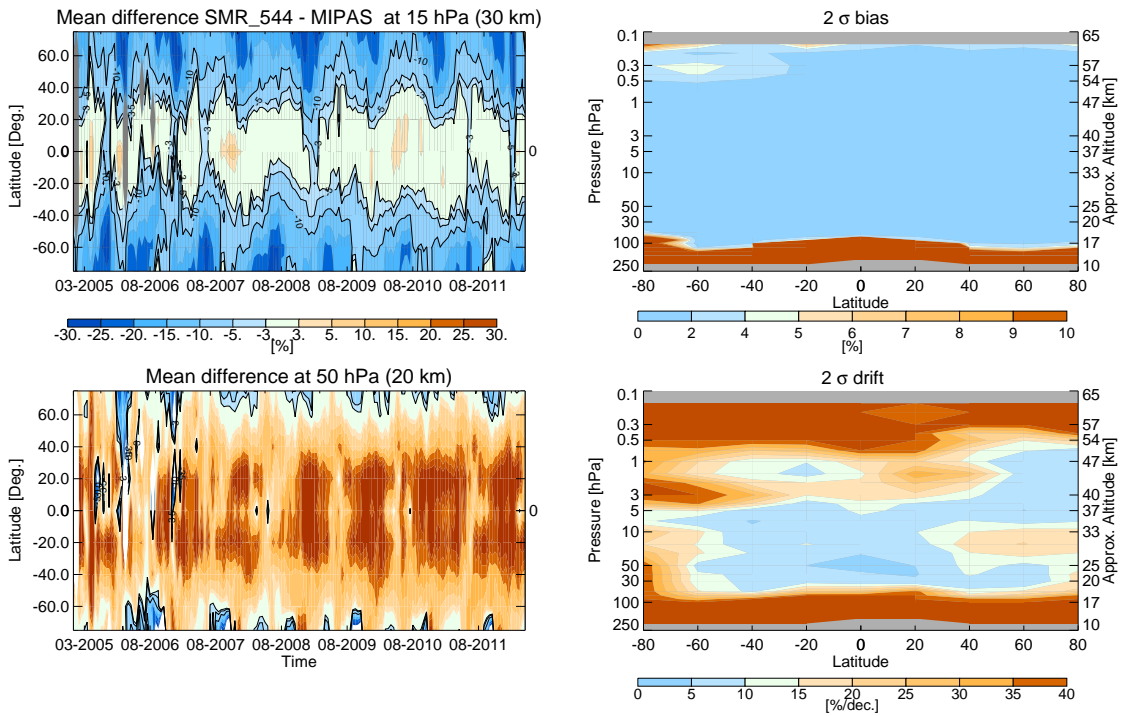 Mean difference SMR_544 - MIPAS at 15 hPa (30 km)
60.0
40.0
20.0
0.0
-20.0
-40.0
-60.0
Latitude [Deg.]
0
03-2005 08-2006 08-2007 08-2008 08-2009 08-2010 08-2011
-30. -25. -20. -15. -10. -5. -3. 3. 5. 10. 15. 20. 25. 30.
[%]
2 σ bias
0.1
0.3
0.5
1
3
5
10
30
50
100
250
Pressure [hPa]
65
57
54
47
40
37
33
25
20
17
10
Approx. Altitude [km]
-80 -60 -40 -20 0 20 40 60 80
Latitude
0 2 4 5 6 7 8 9 10
[%]
Mean difference at 50 hPa (20 km)
60.0
40.0
20.0
0.0
-20.0
-40.0
-60.0
Latitude [Deg.]
0
03-2005 08-2006 08-2007 08-2008 08-2009 08-2010 08-2011
Time
2 σ drift
0.1
0.3
0.5
1
3
5
10
50
30
100
250
Pressure [hPa]
65
57
54
47
40
37
33
25
20
17
10
Approx. Altitude [km]
-80 -60 -40 -20 0 20 40 60 80
Latitude
0 5 10 15 20 25 30 35 40
[%/dec.]